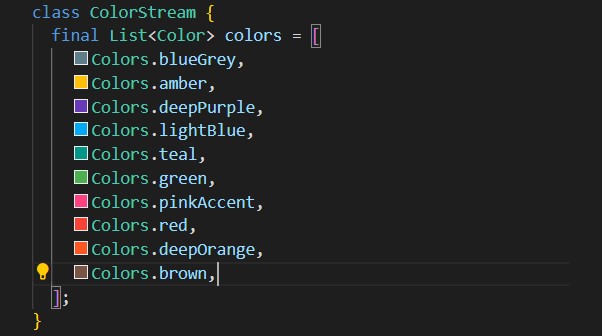 class ColorStream {
final List<Color> colors = [
Colors.blueGrey,
Colors.amber,
Colors.deepPurple,
Colors.lightBlue,
Colors.teal,
Colors.green,
Colors.pinkAccent,
Colors.red,
Colors.deepOrange,
Colors.brown,
];
}